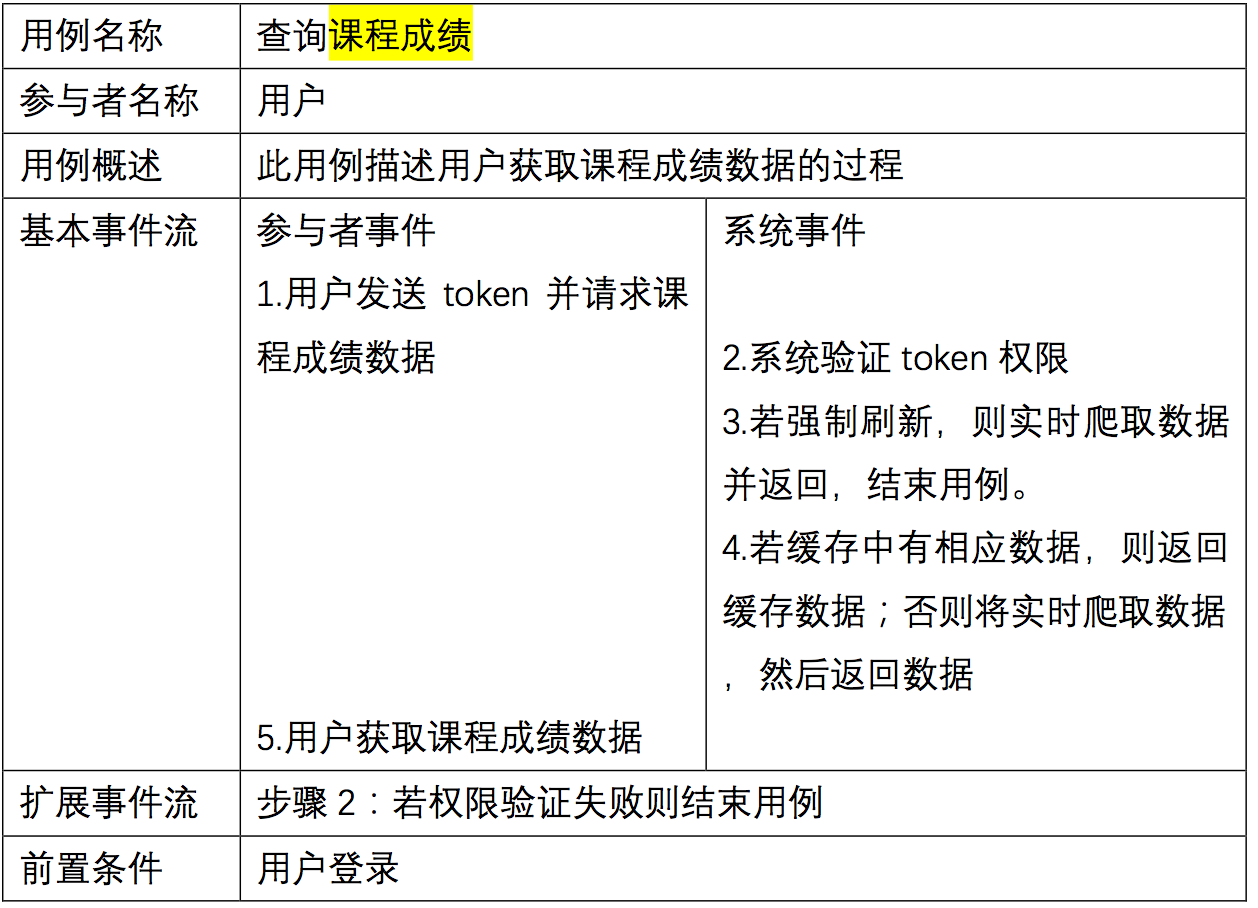 用例名称
查询课程成绩
参与者名称
用户
用例概述
此用例描述用户获取课程成绩数据的过程
基本事件流
参与者事件
1.用户发送 token 并请求课
程成绩数据
5.用户获取课程成绩数据
系统事件
2.系统验证 token 权限
3.若强制刷新，则实时爬取数据
并返回，结束用例。
4.若缓存中有相应数据，则返回
缓存数据；否则将实时爬取数据
，然后返回数据
扩展事件流
步骤 2：若权限验证失败则结束用例
前置条件
用户登录